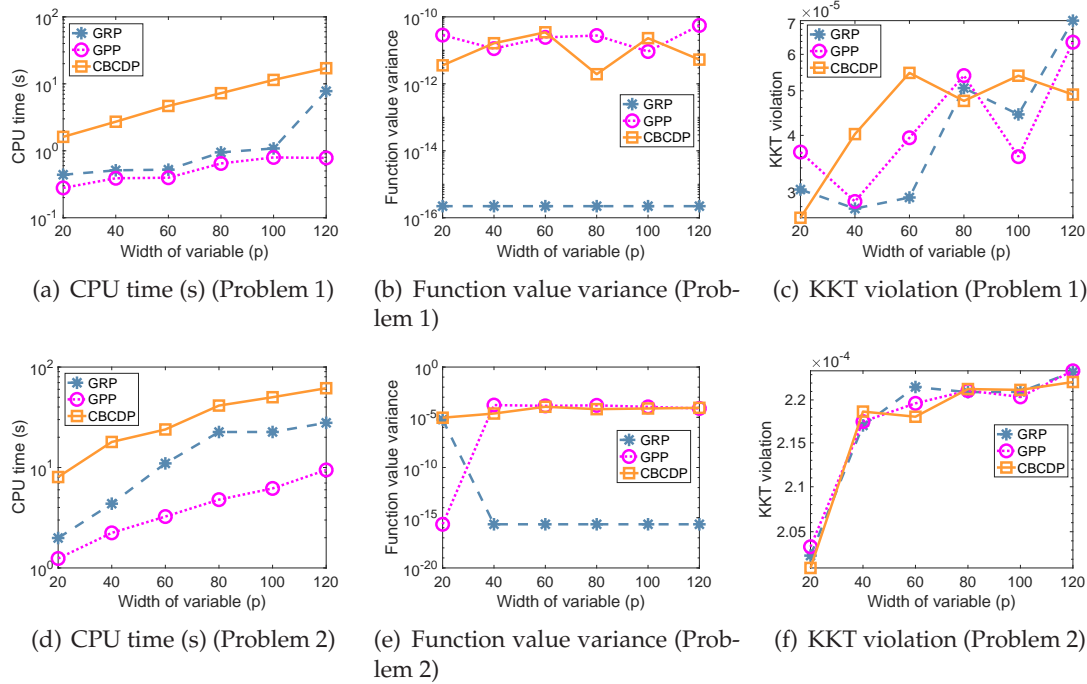 10^2
10^1
10^0
10^-1
CPU time (s)
GRP
GPP
CBCDP
20 40 60 80 100 120
Width of variable (p)
(a) CPU time (s) (Problem 1)
10^-10
10^-12
10^-14
10^-16
Function value variance
GRP
GPP
CBCDP
20 40 60 80 100 120
Width of variable (p)
(b) Function value variance (Prob-
lem 1)
×10^-5
7
6
5
4
3
KKT violation
GRP
GPP
CBCDP
20 40 60 80 100 120
Width of variable (p)
(c) KKT violation (Problem 1)
10^2
10^1
10^0
CPU time (s)
GRP
GPP
CBCDP
20 40 60 80 100 120
Width of variable (p)
(d) CPU time (s) (Problem 2)
10^0
10^-5
10^-10
10^-15
10^-20
Function value variance
GRP
GPP
CBCDP
20 40 60 80 100 120
Width of variable (p)
(e) Function value variance (Prob-
lem 2)
×10^-4
2.2
2.15
2.1
2.05
KKT violation
GRP
GPP
CBCDP
20 40 60 80 100 120
Width of variable (p)
(f) KKT violation (Problem 2)